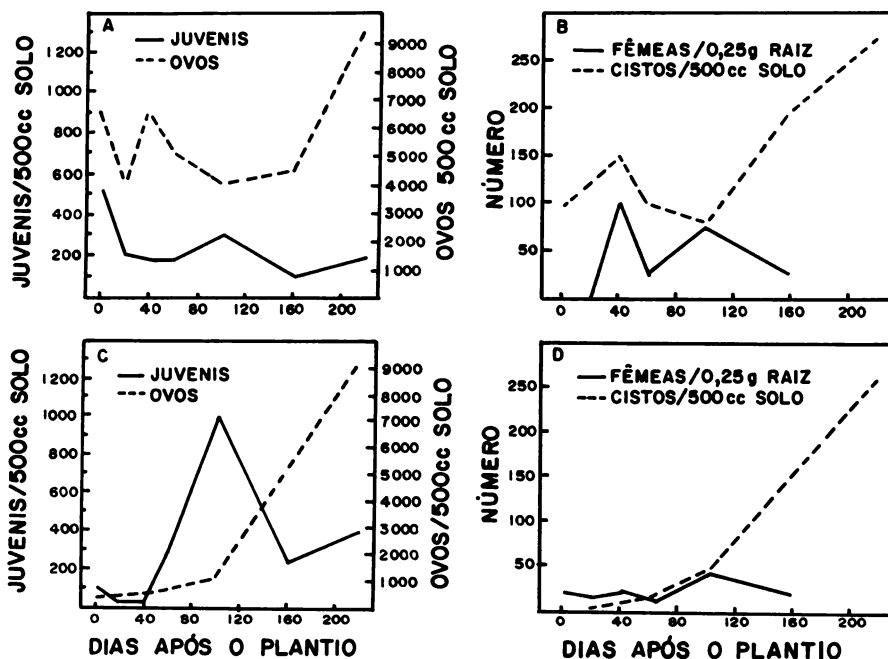 A
JUVENIS
OVOS
JUVENIS/500cc SOLO
1200
1000
800
600
400
200
OVOS 500cc SOLO
9000
8000
7000
6000
5000
4000
3000
2000
1000
0 40 80 120 160 200
B
FÊMEAS/0,25g RAIZ
CISTOS/500cc SOLO
NÚMERO
250
200
150
100
50
0 40 80 120 160 200
C
JUVENIS
OVOS
JUVENIS/500cc SOLO
1200
1000
800
600
400
200
OVOS/500cc SOLO
9000
8000
7000
6000
5000
4000
3000
2000
1000
0 40 80 120 160 200
DIAS APÓS O PLANTIO
D
FÊMEAS/0,25g RAIZ
CISTOS/500cc SOLO
NÚMERO
250
200
150
100
50
0 40 80 120 160 200
DIAS APÓS O PLANTIO